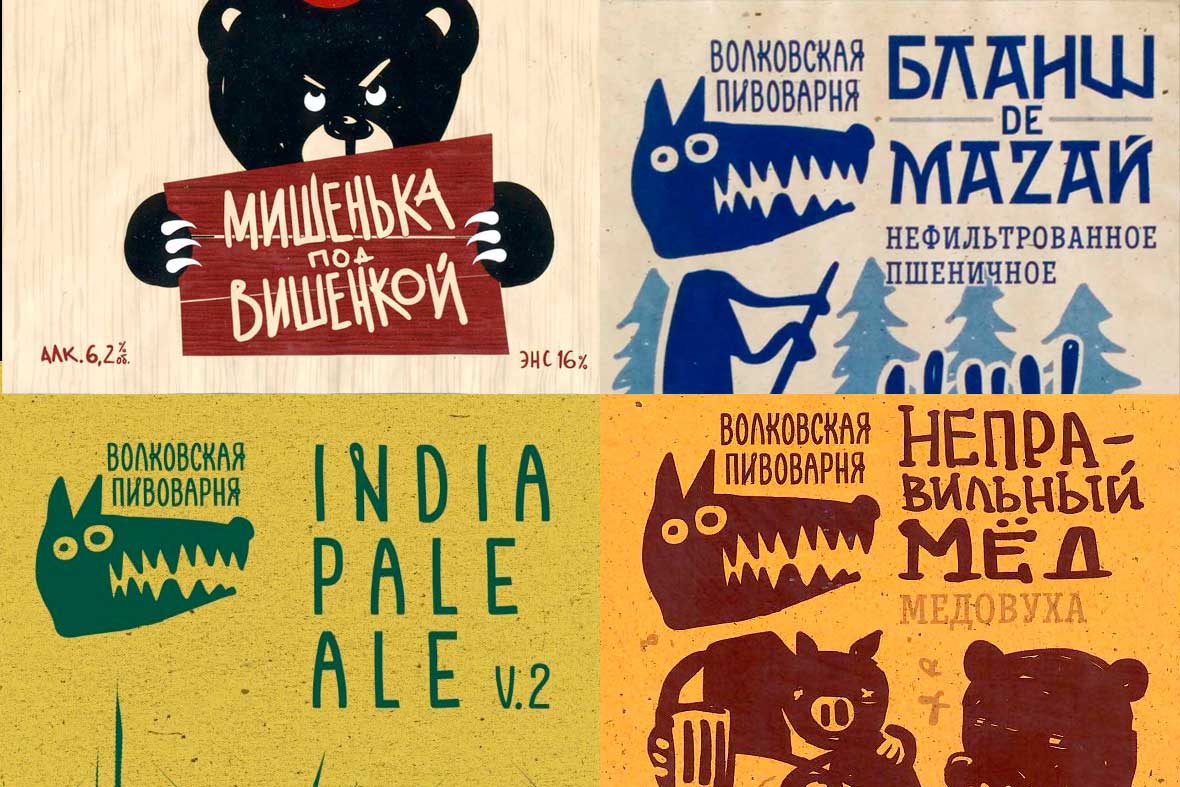 МИШЕНЬКА
ПОД
ВИШЕНКОЙ
АЛК. 6,2 % об.
ЭНС 16%
ВОЛКОВСКАЯ
ПИВОВАРНЯ
БЛАНШ
DE
МАZАЙ
НЕФИЛЬТРОВАННОЕ
ПШЕНИЧНОЕ
ВОЛКОВСКАЯ
ПИВОВАРНЯ
INDIA
PALE
ALE V.2
ВОЛКОВСКАЯ
ПИВОВАРНЯ
НЕПРА-
ВИЛЬНЫЙ
МЁД
МЕДОВУХА